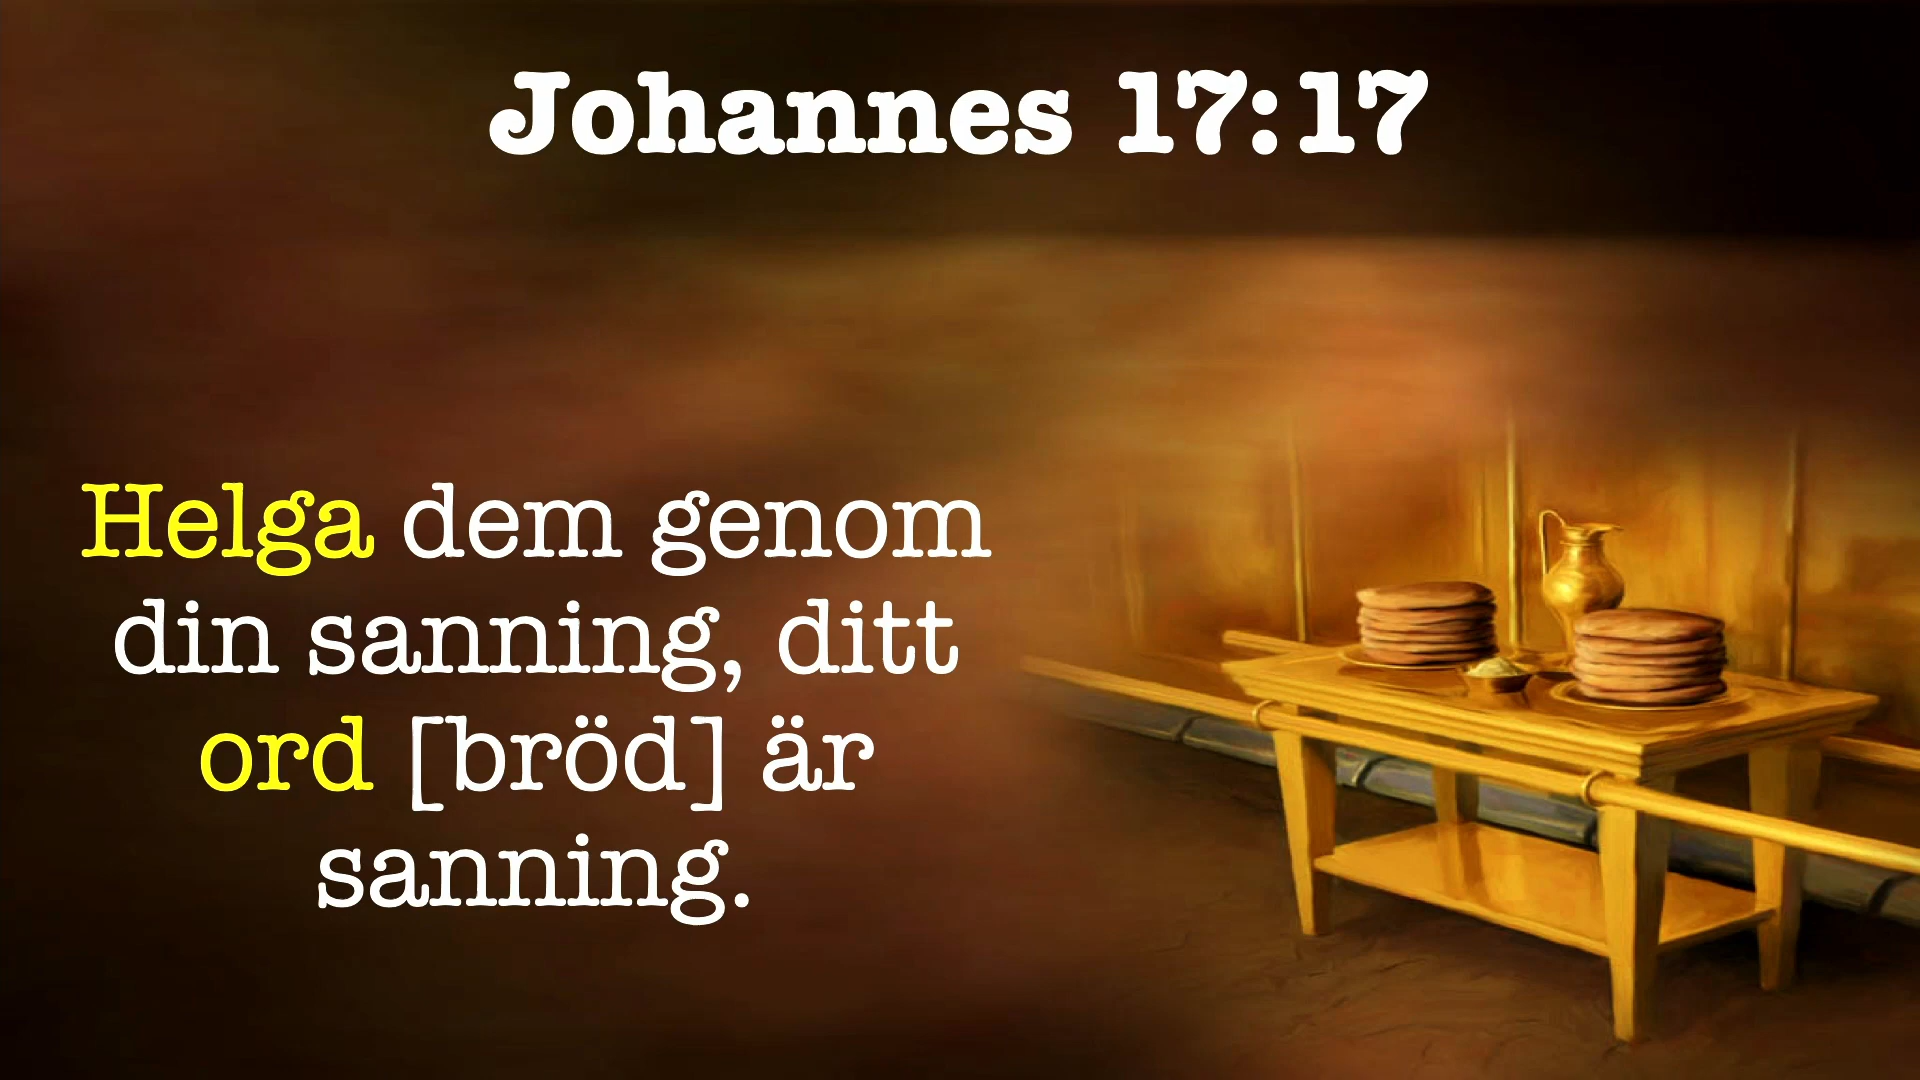 Johannes 17:17
Helga dem genom
din sanning, ditt
ord [bröd] är
sanning.